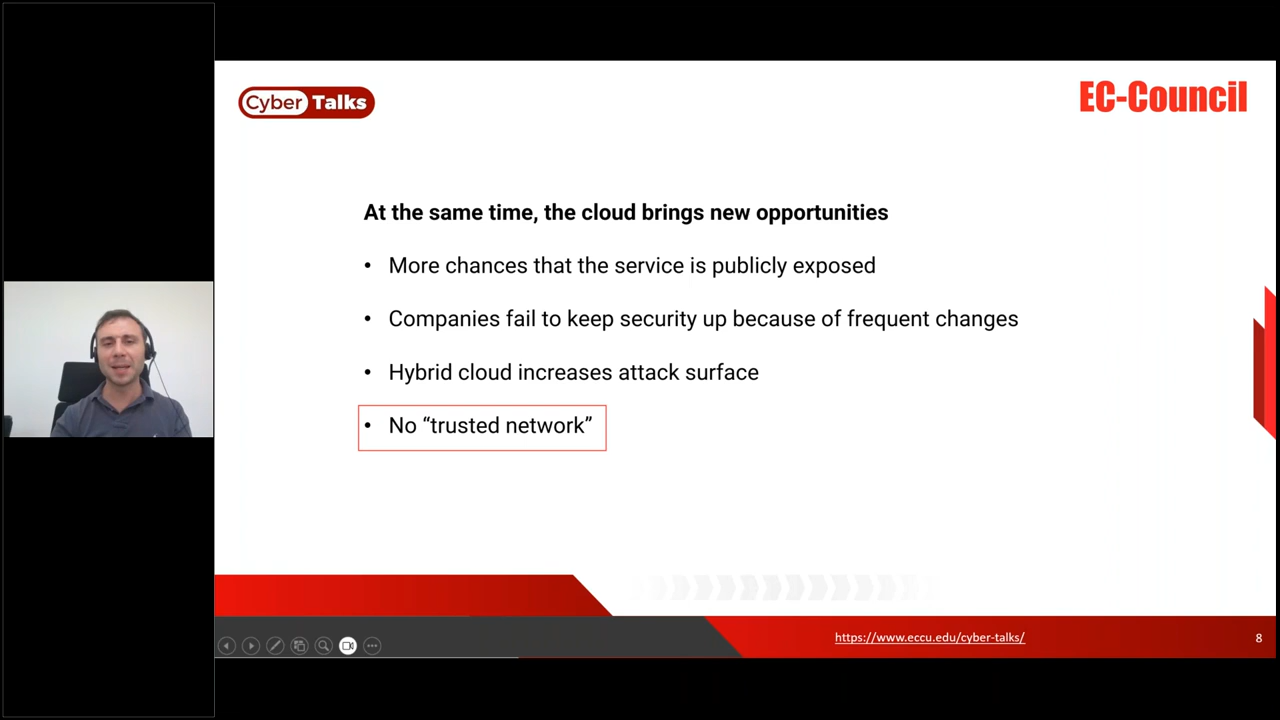 Cyber Talks
EC-Council
At the same time, the cloud brings new opportunities
• More chances that the service is publicly exposed
• Companies fail to keep security up because of frequent changes
• Hybrid cloud increases attack surface
• No “trusted network”
https://www.eccu.edu/cyber-talks/
8